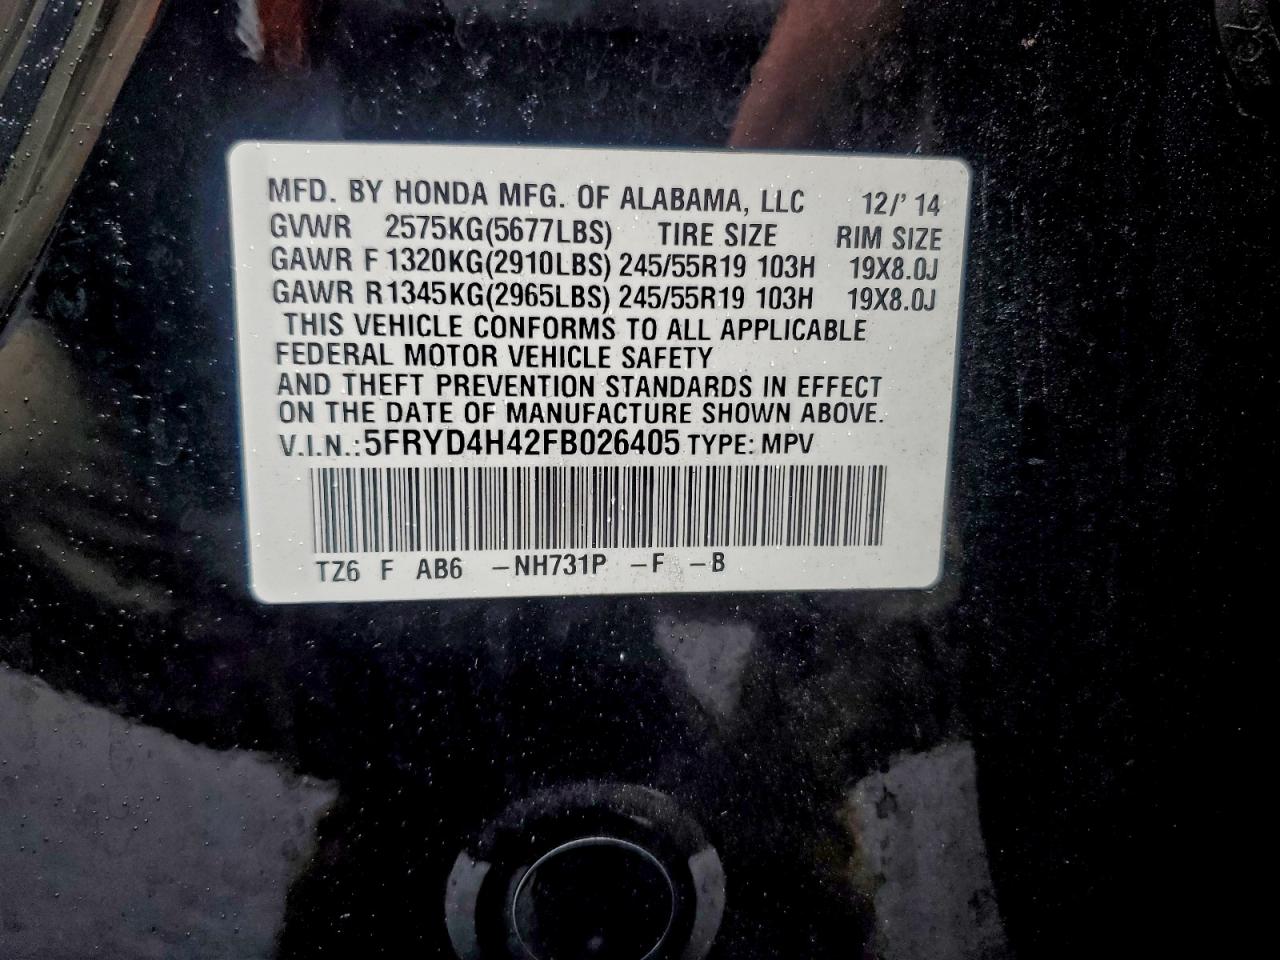 MFD. BY HONDA MFG. OF ALABAMA, LLC 12/' 14
GVWR 2575KG(5677LBS) TIRE SIZE RIM SIZE
GAWR F 1320KG(2910LBS) 245/55R19 103H 19X8.0J
GAWR R1345KG(2965LBS) 245/55R19 103H 19X8.0J
THIS VEHICLE CONFORMS TO ALL APPLICABLE
FEDERAL MOTOR VEHICLE SAFETY
AND THEFT PREVENTION STANDARDS IN EFFECT
ON THE DATE OF MANUFACTURE SHOWN ABOVE.
V.I.N.:5FRYD4H42FB026405 TYPE: MPV
TZ6 F AB6 -NH731P -F -B